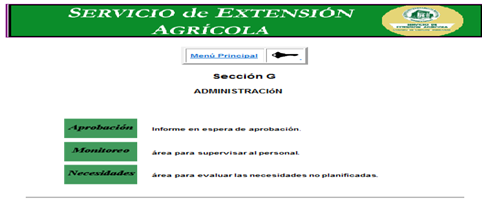 SERVICIO de EXTENSIÓN
AGRÍCOLA
Menú Principal
Sección G
ADMINISTRACIóN
Aprobación Informe en espera de aprobación.
Monitoreo área para supervisar al personal.
Necesidades área para evaluar las necesidades no planificadas.